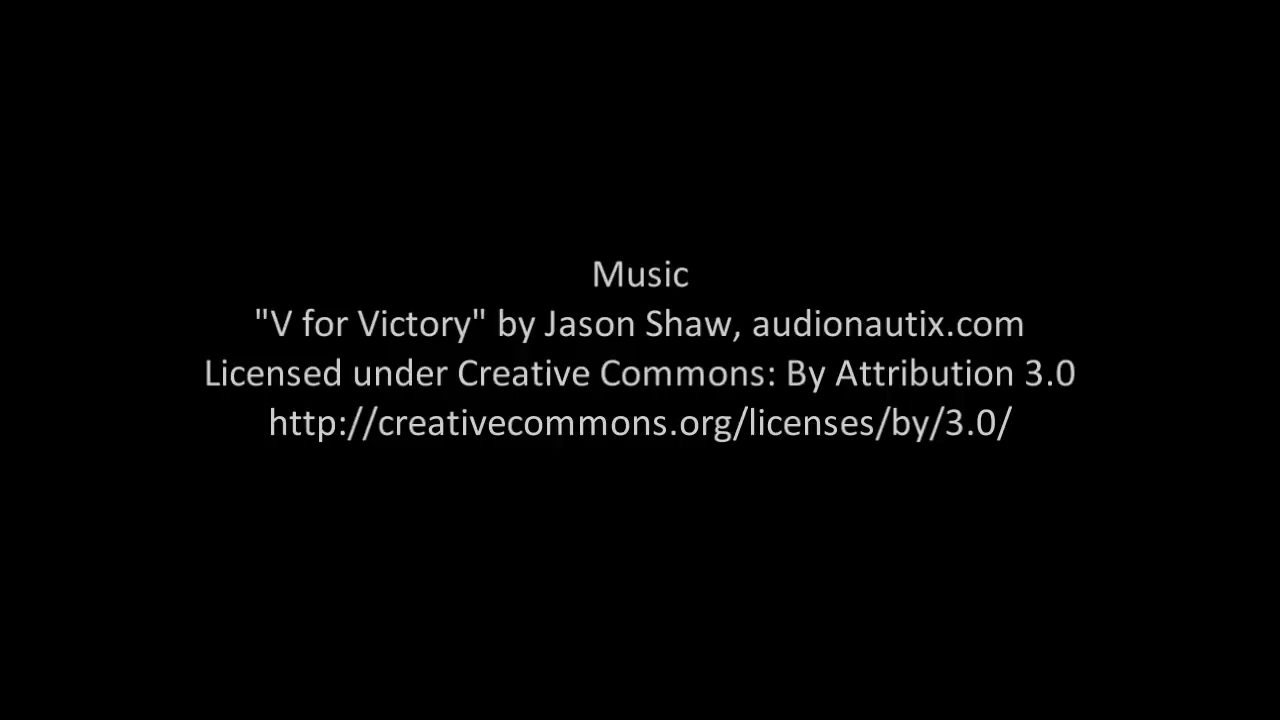 Music
"V for Victory" by Jason Shaw, audionautix.com
Licensed under Creative Commons: By Attribution 3.0
http://creativecommons.org/licenses/by/3.0/